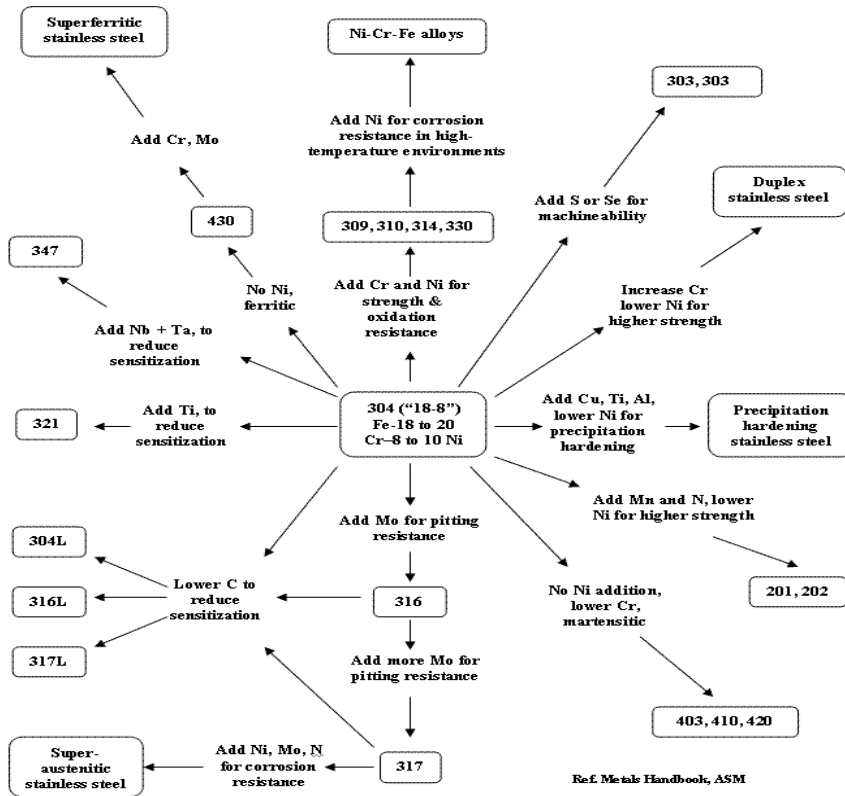 Superferritic
stainless steel
Ni-Cr-Fe alloys
303, 303
Add Ni for corrosion
resistance in high-
temperature environments
Add Cr, Mo
Add S or Se for
machineability
Duplex
stainless steel
430
309, 310, 314, 330
347
No Ni,
ferritic
Add Cr and Ni for
strength &
oxidation
resistance
Increase Cr
lower Ni for
higher strength
Add Nb + Ta, to
reduce
sensitization
321
Add Ti, to
reduce
sensitization
304 (“18-8”)
Fe-18 to 20
Cr–8 to 10 Ni
Add Cu, Ti, Al,
lower Ni for
precipitation
hardening
Precipitation
hardening
stainless steel
Add Mn and N, lower
Ni for higher strength
Add Mo for pitting
resistance
304L
316L
317L
Lower C to
reduce
sensitization
316
No Ni addition,
lower Cr,
martensitic
201, 202
Add more Mo for
pitting resistance
403, 410, 420
Super-
austenitic
stainless steel
Add Ni, Mo, N
for corrosion
resistance
317
Ref. Metals Handbook, ASM